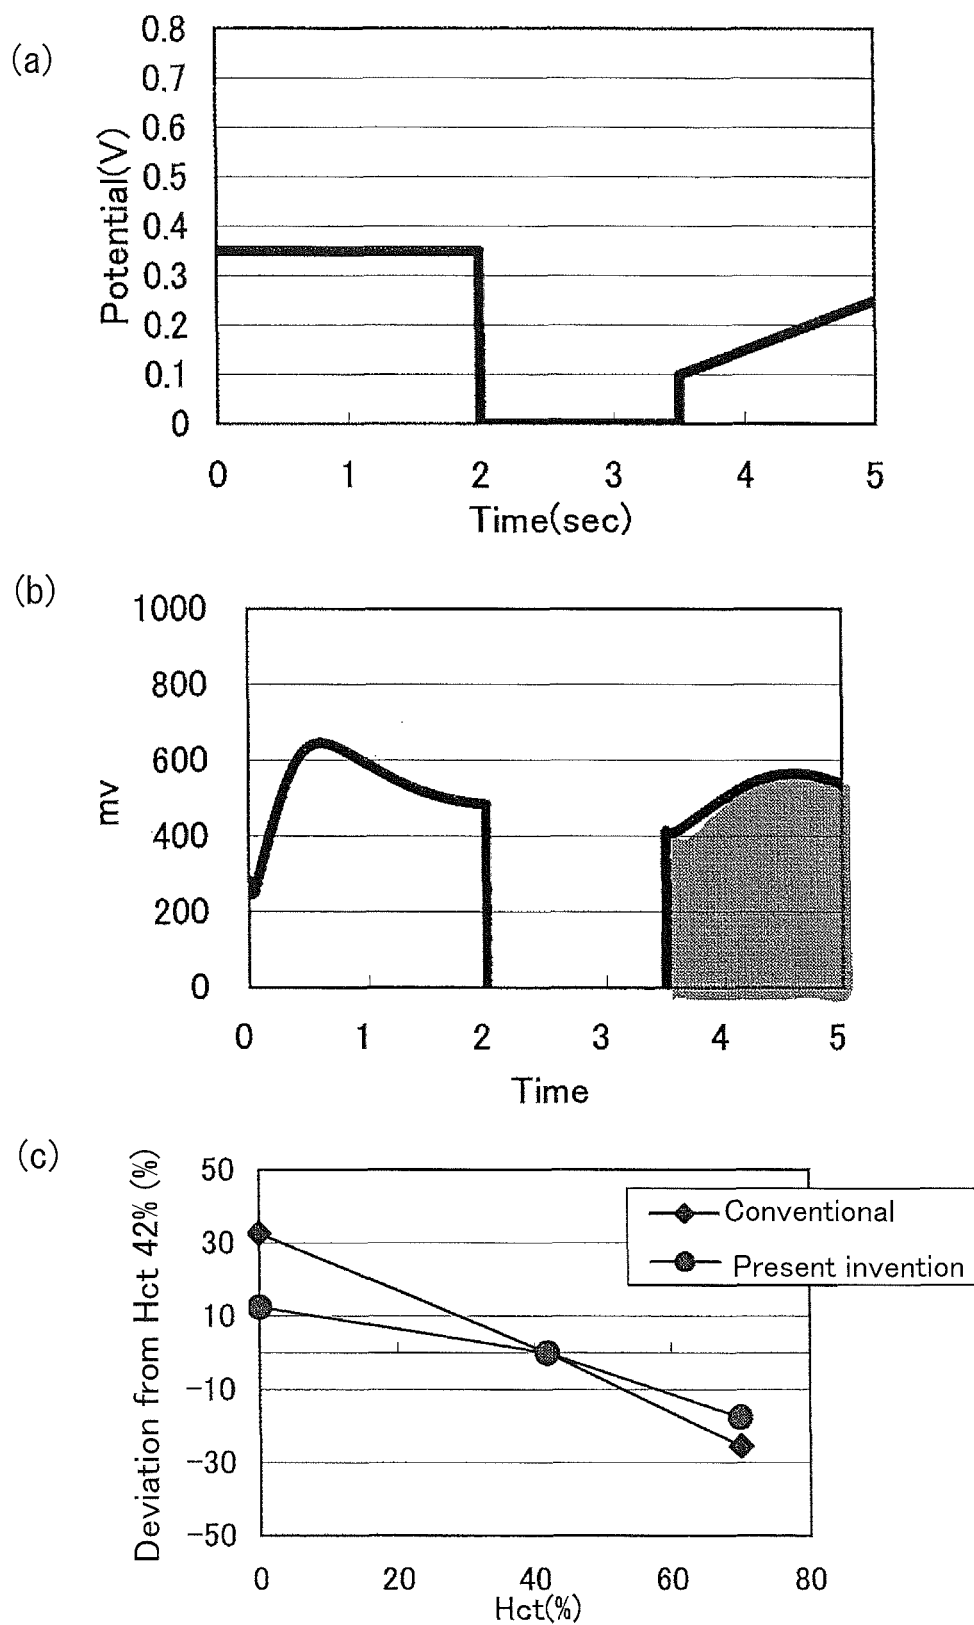 (a)
0.8
0.7
0.6
0.5
0.4
0.3
0.2
0.1
0
Potential(V)
0 1 2 3 4 5
Time(sec)
(b)
1000
800
600
400
200
0
mv
0 1 2 3 4 5
Time
(c)
50
30
10
-10
-30
-50
Deviation from Hct 42% (%)
Conventional
Present invention
0 20 40 60 80
Hct(%)